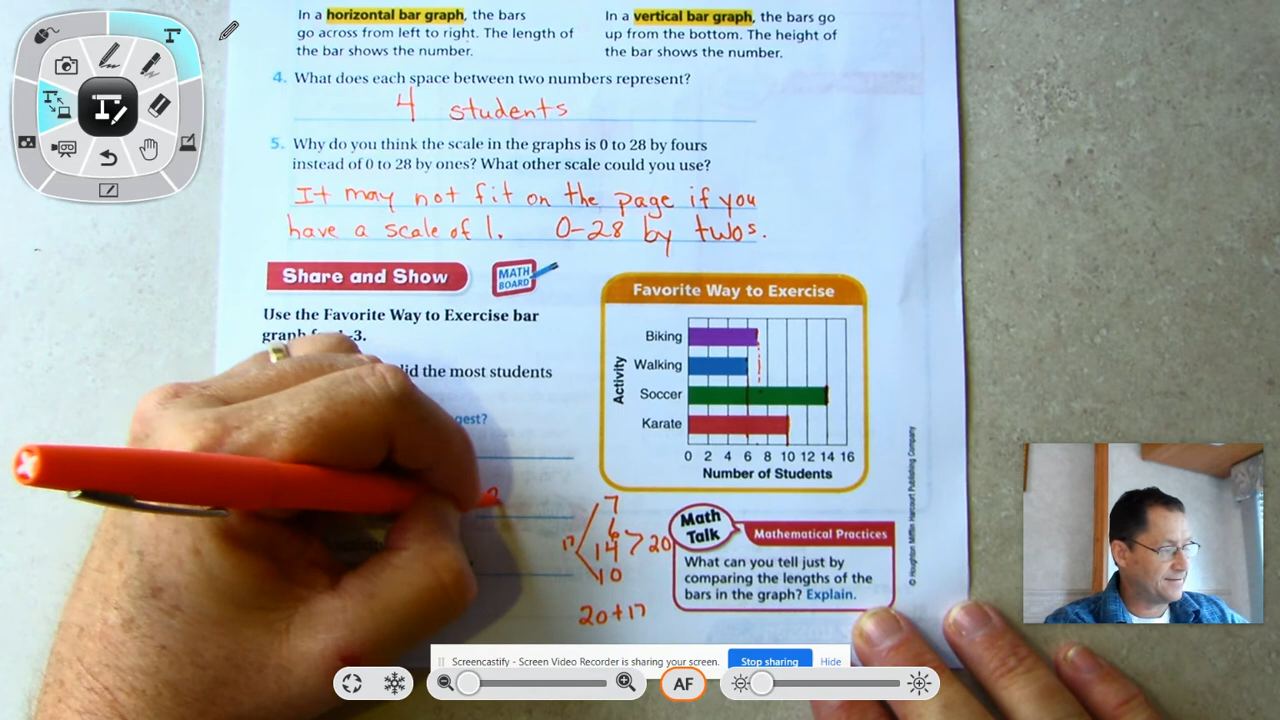 In a horizontal bar graph, the bars
go across from left to right. The length of
the bar shows the number.
In a vertical bar graph, the bars go
up from the bottom. The height of
the bar shows the number.
4. What does each space between two numbers represent?
4 students
5. Why do you think the scale in the graphs is 0 to 28 by fours
instead of 0 to 28 by ones? What other scale could you use?
It may not fit on the page if you
have a scale of 1. 0-28 by twos.
Share and Show
MATH
BOARD
Use the Favorite Way to Exercise bar
graph
-3.
did the most students
Favorite Way to Exercise
Activity
Biking
Walking
Soccer
Karate
0 2 4 6 8 10 12 14 16
Number of Students
7
6
17 14 20
10
20+17
Math
Talk
Mathematical Practices
What can you tell just by
comparing the lengths of the
bars in the graph? Explain.
© Houghton Mifflin Harcourt Publishing Company
Screencastify - Screen Video Recorder is sharing your screen.
Stop sharing
Hide
AF